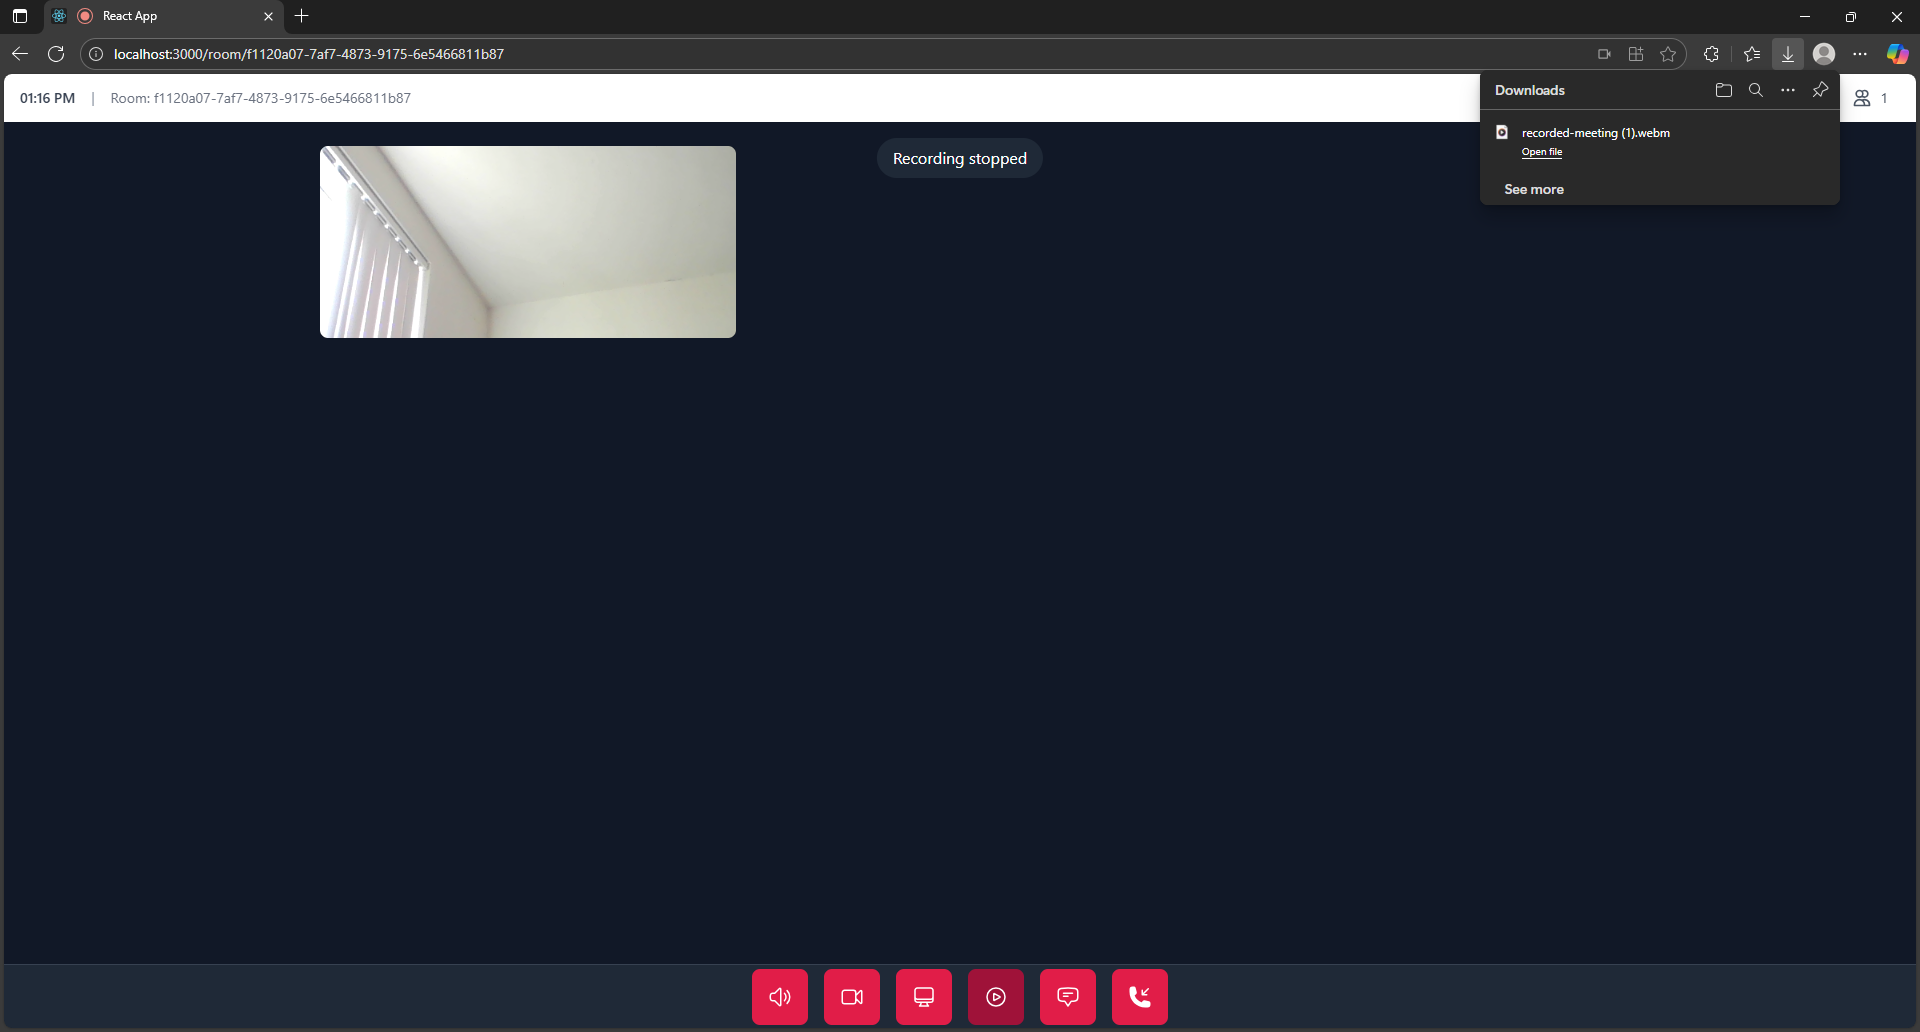 React App
localhost:3000/room/f1120a07-7af7-4873-9175-6e5466811b87
01:16 PM | Room: f1120a07-7af7-4873-9175-6e5466811b87
1
Downloads
recorded-meeting (1).webm
Open file
See more
Recording stopped